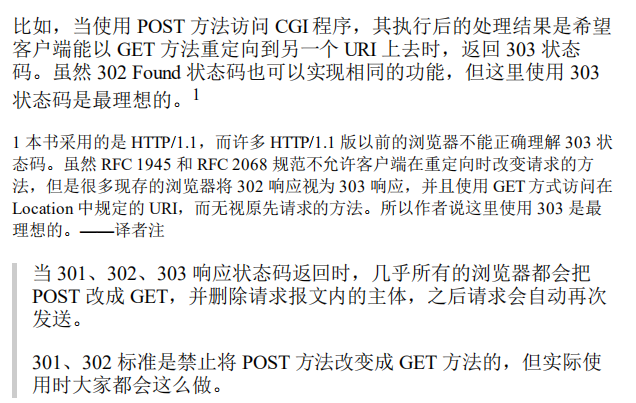 比如，当使用 POST 方法访问 CGI 程序，其执行后的处理结果是希望
客户端能以 GET 方法重定向到另一个 URI 上去时，返回 303 状态
码。虽然 302 Found 状态码也可以实现相同的功能，但这里使用 303
状态码是最理想的。1
1 本书采用的是 HTTP/1.1，而许多 HTTP/1.1 版以前的浏览器不能正确理解 303 状
态码。虽然 RFC 1945 和 RFC 2068 规范不允许客户端在重定向时改变请求的方
法，但是很多现存的浏览器将 302 响应视为 303 响应，并且使用 GET 方式访问在
Location 中规定的 URI，而无视原先请求的方法。所以作者说这里使用 303 是最
理想的。——译者注
当 301、302、303 响应状态码返回时，几乎所有的浏览器都会把
POST 改成 GET，并删除请求报文内的主体，之后请求会自动再次
发送。
301、302 标准是禁止将 POST 方法改变成 GET 方法的，但实际使
用时大家都会这么做。